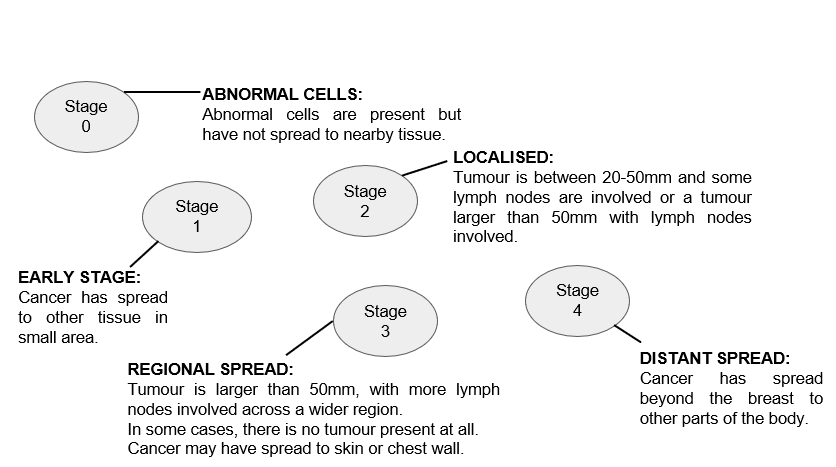 Stage
0
ABNORMAL CELLS:
Abnormal cells are present but
have not spread to nearby tissue.
Stage
2
LOCALISED:
Tumour is between 20-50mm and some
lymph nodes are involved or a tumour
larger than 50mm with lymph nodes
involved.
Stage
1
EARLY STAGE:
Cancer has spread
to other tissue in
small area.
Stage
3
REGIONAL SPREAD:
Tumour is larger than 50mm, with more lymph
nodes involved across a wider region.
In some cases, there is no tumour present at all.
Cancer may have spread to skin or chest wall.
Stage
4
DISTANT SPREAD:
Cancer has spread
beyond the breast to
other parts of the body.